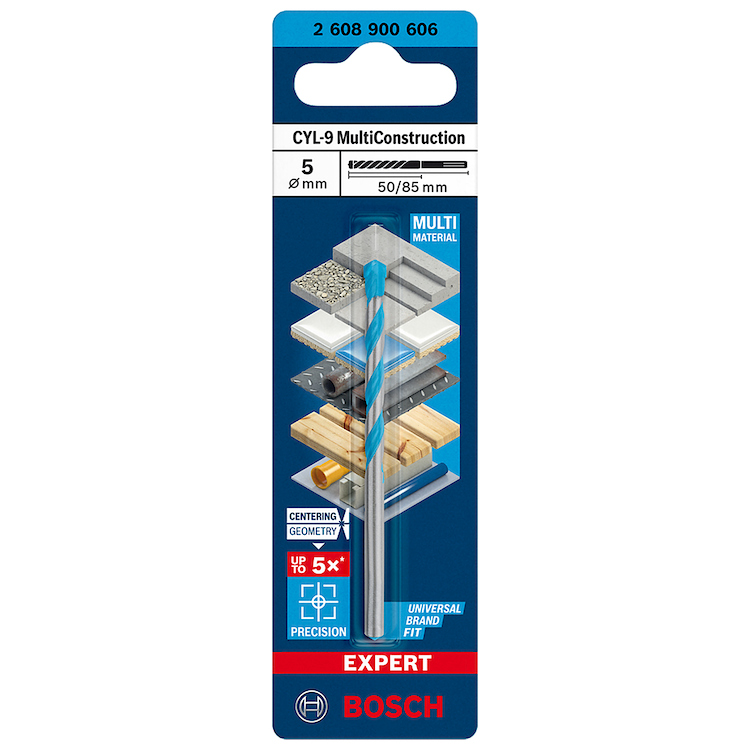 2 608 900 606
CYL-9 MultiConstruction
5
Ø mm
50/85 mm
MULTI
MATERIAL
CENTERING
GEOMETRY
UP TO 5×*
PRECISION
UNIVERSAL
BRAND
FIT
EXPERT
BOSCH